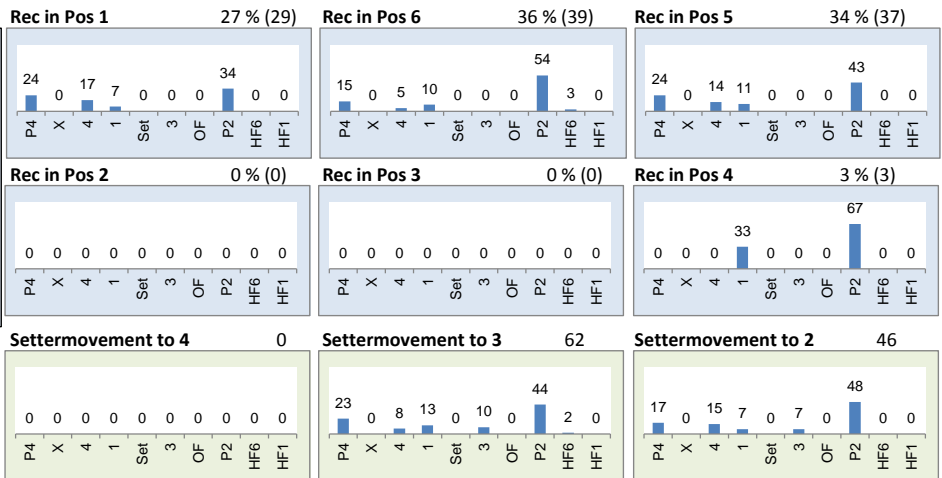 Rec in Pos 1 27 % (29)
24 0 17 7 0 0 0 34 0 0
P4 X 4 1 Set 3 OF P2 HF6 HF1
Rec in Pos 6 36 % (39)
15 0 5 10 0 0 0 54 3 0
P4 X 4 1 Set 3 OF P2 HF6 HF1
Rec in Pos 5 34 % (37)
24 0 14 11 0 0 0 43 0 0
P4 X 4 1 Set 3 OF P2 HF6 HF1
Rec in Pos 2 0 % (0)
0 0 0 0 0 0 0 0 0 0
P4 X 4 1 Set 3 OF P2 HF6 HF1
Rec in Pos 3 0 % (0)
0 0 0 0 0 0 0 0 0 0
P4 X 4 1 Set 3 OF P2 HF6 HF1
Rec in Pos 4 3 % (3)
0 0 0 33 0 0 0 67 0 0
P4 X 4 1 Set 3 OF P2 HF6 HF1
Settermovement to 4 0
0 0 0 0 0 0 0 0 0 0
P4 X 4 1 Set 3 OF P2 HF6 HF1
Settermovement to 3 62
23 0 8 13 0 10 0 44 2 0
P4 X 4 1 Set 3 OF P2 HF6 HF1
Settermovement to 2 46
17 0 15 7 0 7 0 48 0 0
P4 X 4 1 Set 3 OF P2 HF6 HF1